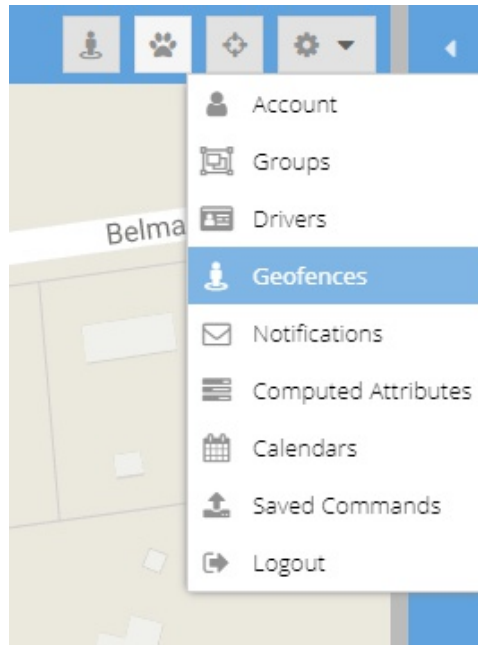 Account
Groups
Belma
Drivers
Geofences
Notifications
Computed Attributes
Calendars
Saved Commands
Logout